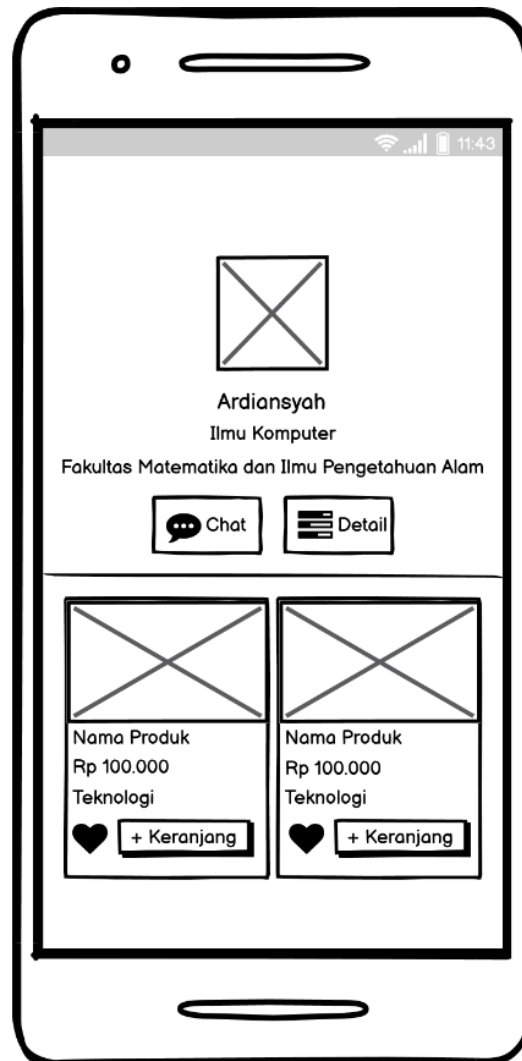 11:43
Ardiansyah
Ilmu Komputer
Fakultas Matematika dan Ilmu Pengetahuan Alam
Chat
Detail
Nama Produk
Rp 100.000
Teknologi
+ Keranjang
Nama Produk
Rp 100.000
Teknologi
+ Keranjang